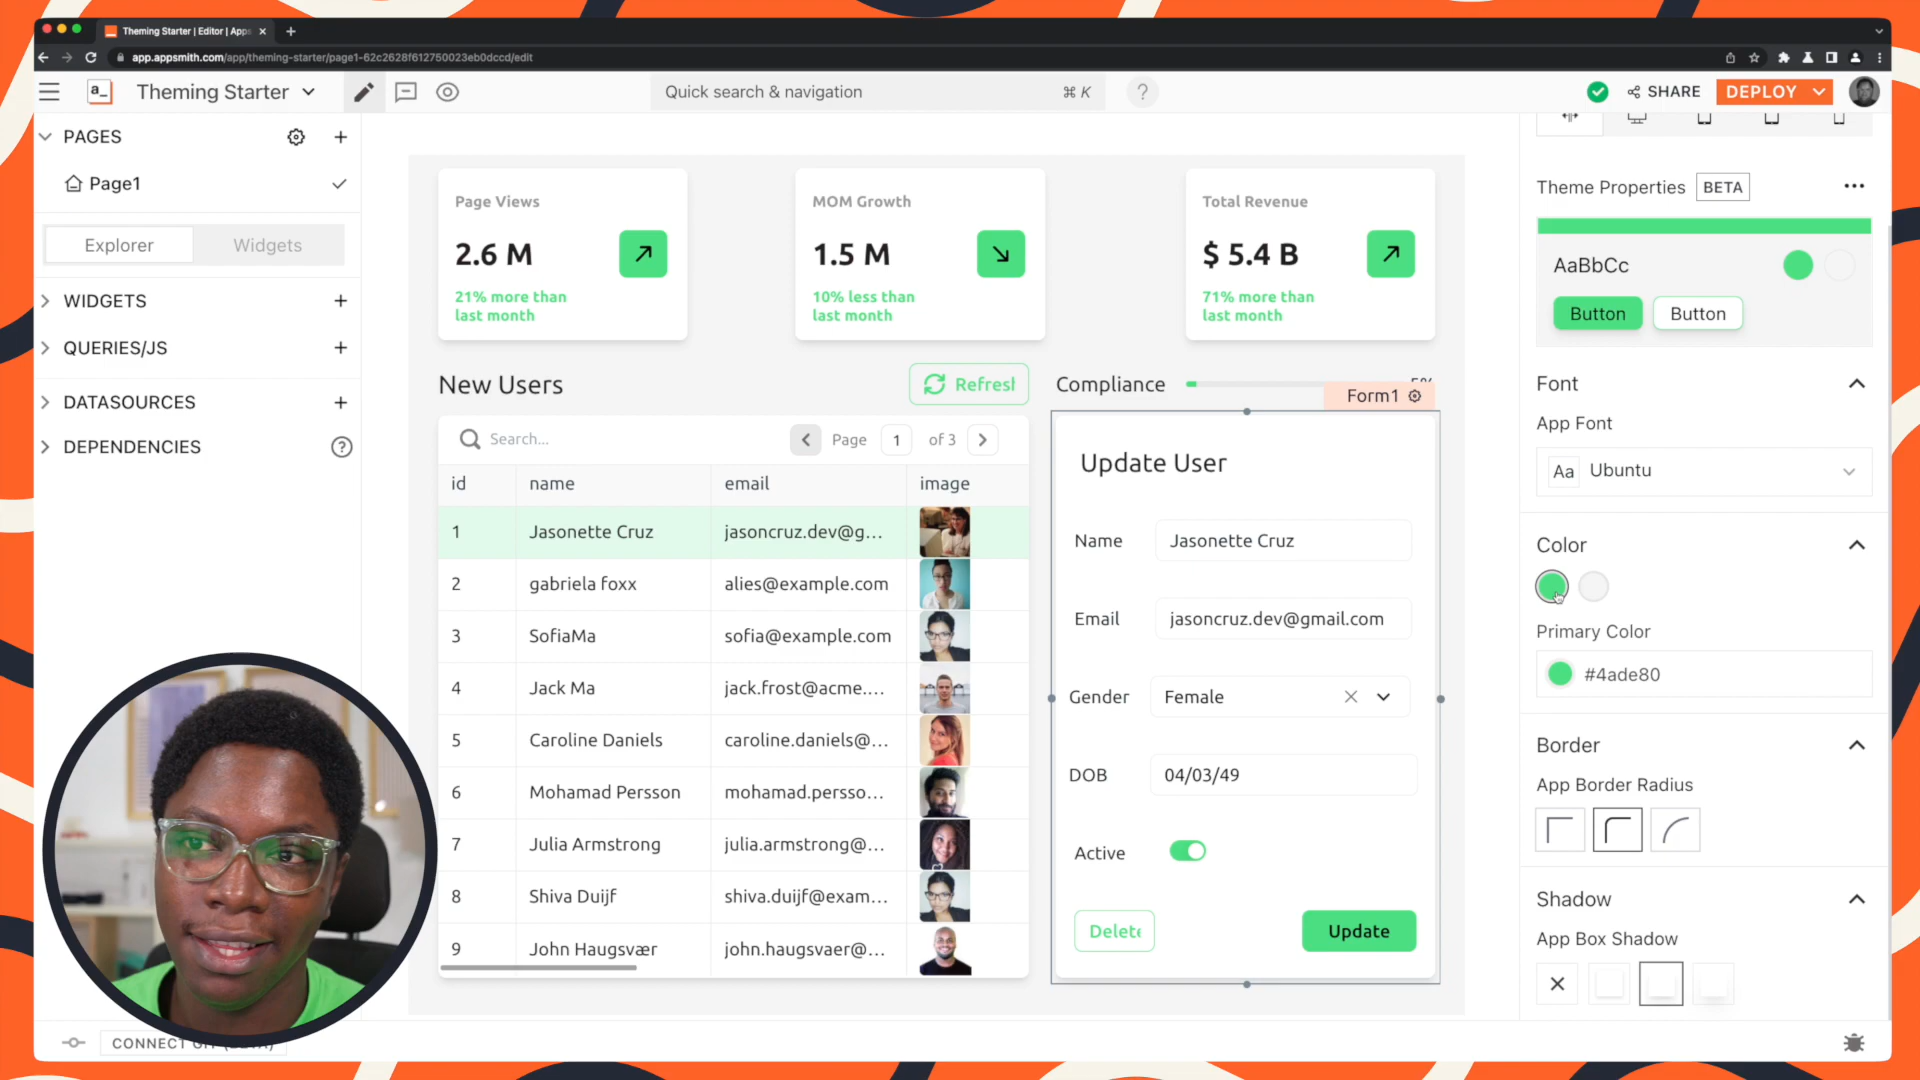 Theming Starter | Editor | Apps
app.appsmith.com/app/theming-starter/page1-62c2628f612750023eb0dccd/edit
a_
Theming Starter
Quick search & navigation
⌘ K
?
SHARE
DEPLOY
PAGES
Page1
Explorer
Widgets
WIDGETS
QUERIES/JS
DATASOURCES
DEPENDENCIES
?
Page Views
2.6 M
21% more than
last month
MOM Growth
1.5 M
10% less than
last month
Total Revenue
$ 5.4 B
71% more than
last month
New Users
Refresh
Search...
Page 1 of 3
id name email image
1 Jasonette Cruz jasoncruz.dev@g...
2 gabriela foxx alies@example.com
3 SofiaMa sofia@example.com
4 Jack Ma jack.frost@acme....
5 Caroline Daniels caroline.daniels@...
6 Mohamad Persson mohamad.persso...
7 Julia Armstrong julia.armstrong@...
8 Shiva Duijf shiva.duijf@exam...
9 John Haugsvær john.haugsvaer@...
Compliance 5%
Form1
Update User
Name Jasonette Cruz
Email jasoncruz.dev@gmail.com
Gender Female
DOB 04/03/49
Active
Delete
Update
Theme Properties BETA
AaBbCc
Button Button
Font
App Font
Aa Ubuntu
Color
Primary Color
#4ade80
Border
App Border Radius
Shadow
App Box Shadow
CONNECT GIT (BETA)